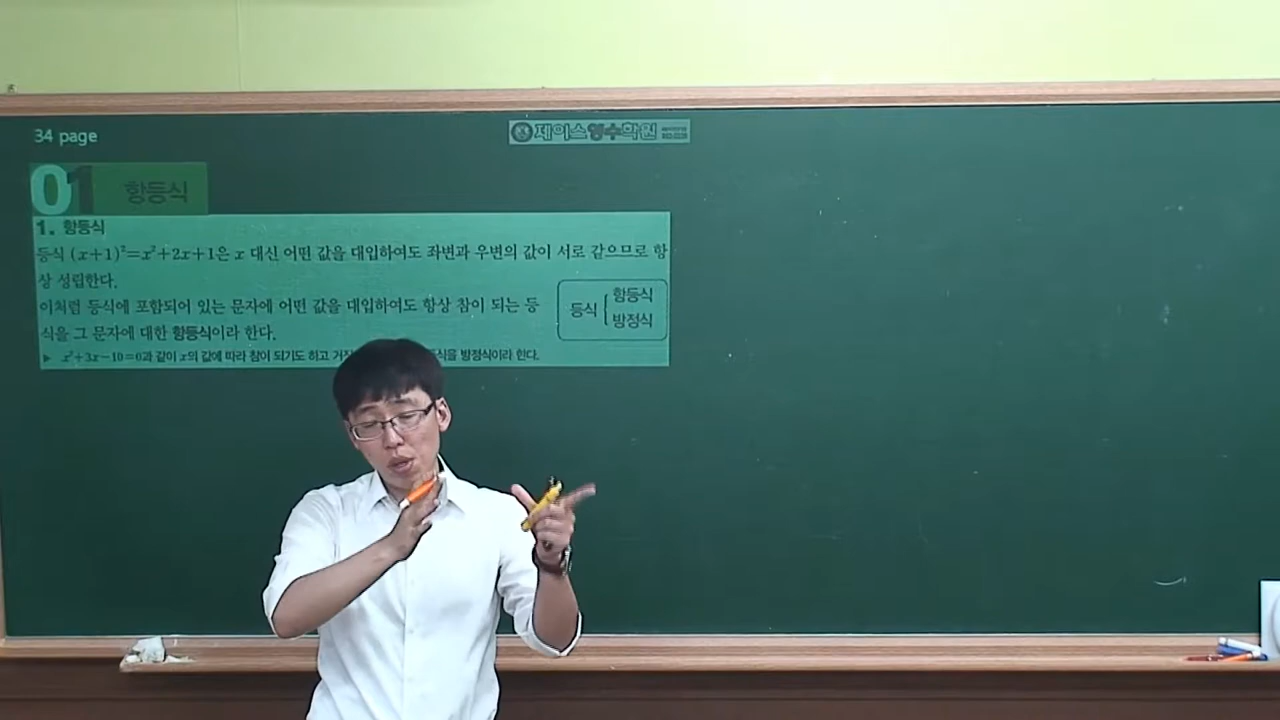 34 page
제이스영수학원
01 항등식
1. 항등식
등식 (x+1)²=x²+2x+1은 x 대신 어떤 값을 대입하여도 좌변과 우변의 값이 서로 같으므로 항
상 성립한다.
이처럼 등식에 포함되어 있는 문자에 어떤 값을 대입하여도 항상 참이 되는 등
식을 그 문자에 대한 항등식이라 한다.
등식 { 항등식
방정식
▶ x²+3x-10=0과 같이 x의 값에 따라 참이 되기도 하고 방정식이라 한다.